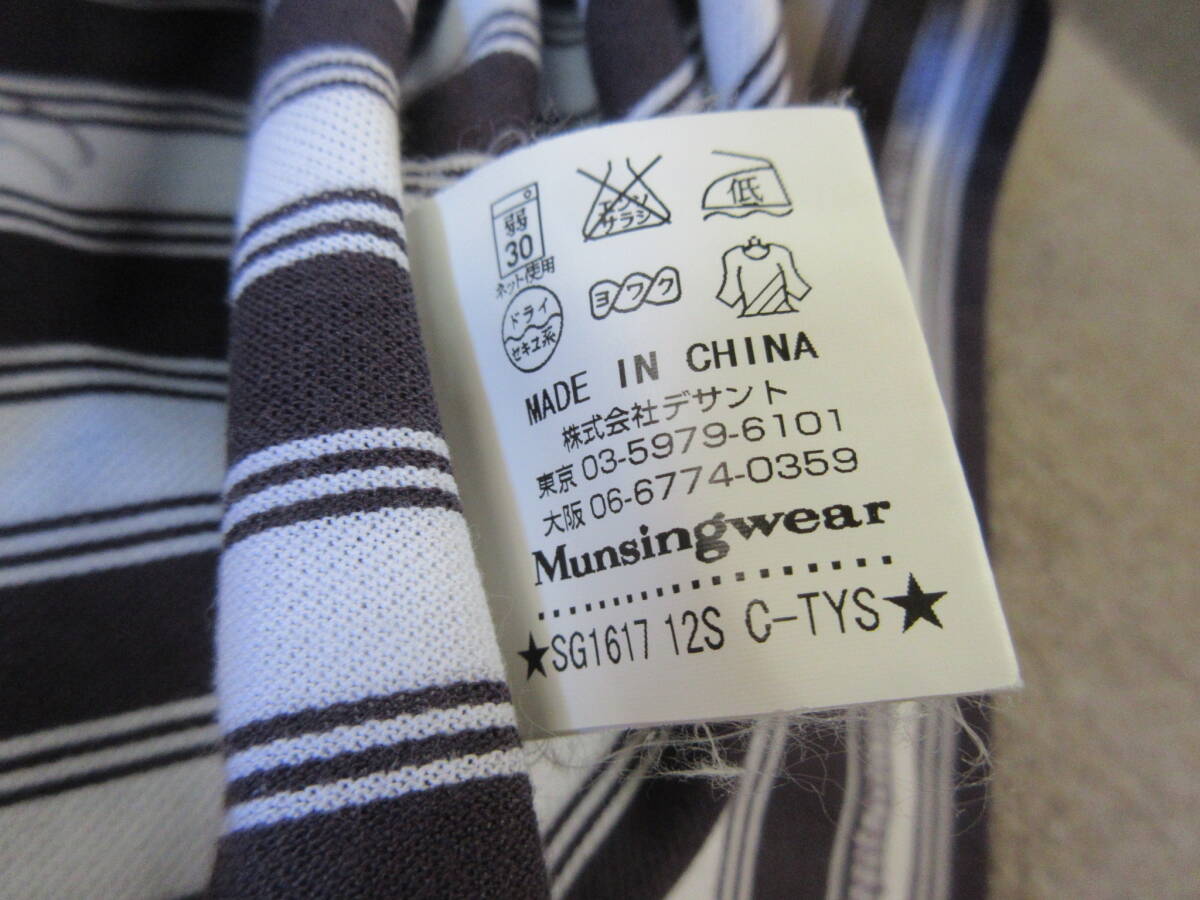 弱
30
ネット使用
エンソ
サラシ
低
ドライ
セキユ系
ヨワク
MADE IN CHINA
株式会社デサント
東京 03-5979-6101
大阪 06-6774-0359
Munsingwear
★SG1617 12S C-TYS★